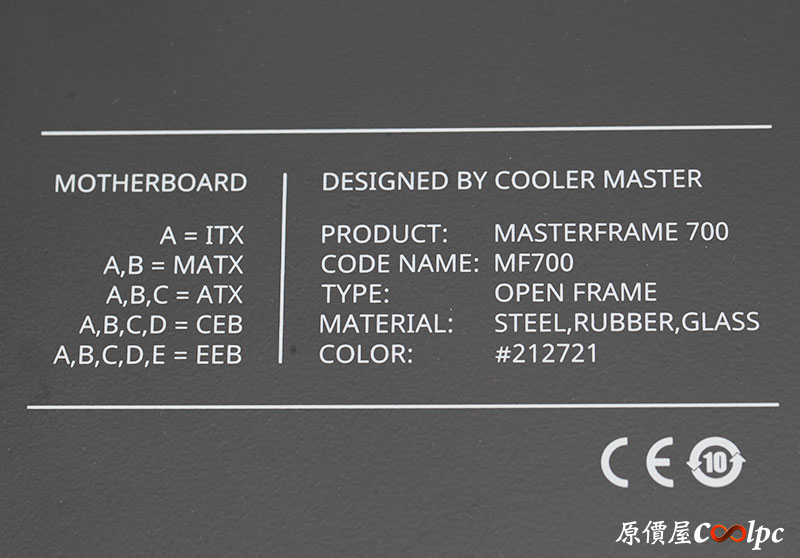 MOTHERBOARD
A = ITX
A,B = MATX
A,B,C = ATX
A,B,C,D = CEB
A,B,C,D,E = EEB
DESIGNED BY COOLER MASTER
PRODUCT: MASTERFRAME 700
CODE NAME: MF700
TYPE: OPEN FRAME
MATERIAL: STEEL,RUBBER,GLASS
COLOR: #212721
CE 10
原價屋Coolpc